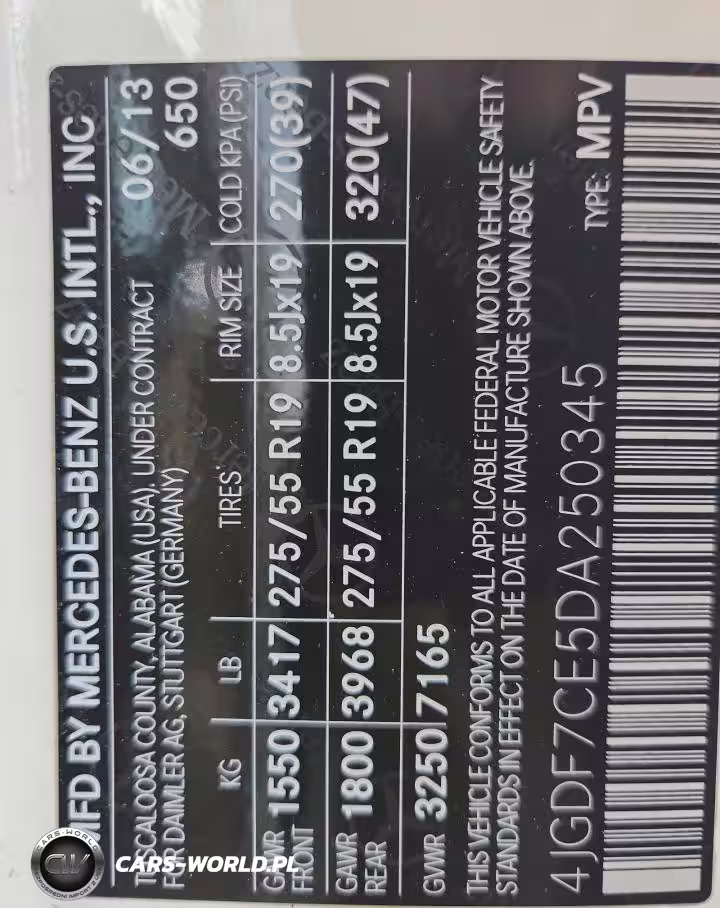 MFD BY MERCEDES-BENZ U.S. INTL., INC
TUSCALOOSA COUNTY, ALABAMA (USA), UNDER CONTRACT 06/13
FOR DAIMLER AG, STUTTGART (GERMANY) 650
KG LB TIRES RIM SIZE COLD KPA (PSI)
GAWR FRONT 1550 3417 275/55 R19 8.5Jx19 270(39)
GAWR REAR 1800 3968 275/55 R19 8.5Jx19 320(47)
GVWR 3250 7165
THIS VEHICLE CONFORMS TO ALL APPLICABLE FEDERAL MOTOR VEHICLE SAFETY
STANDARDS IN EFFECT ON THE DATE OF MANUFACTURE SHOWN ABOVE.
4JGDF7CE5DA250345 TYPE: MPV
CARS-WORLD
CW
CARS-WORLD.PL